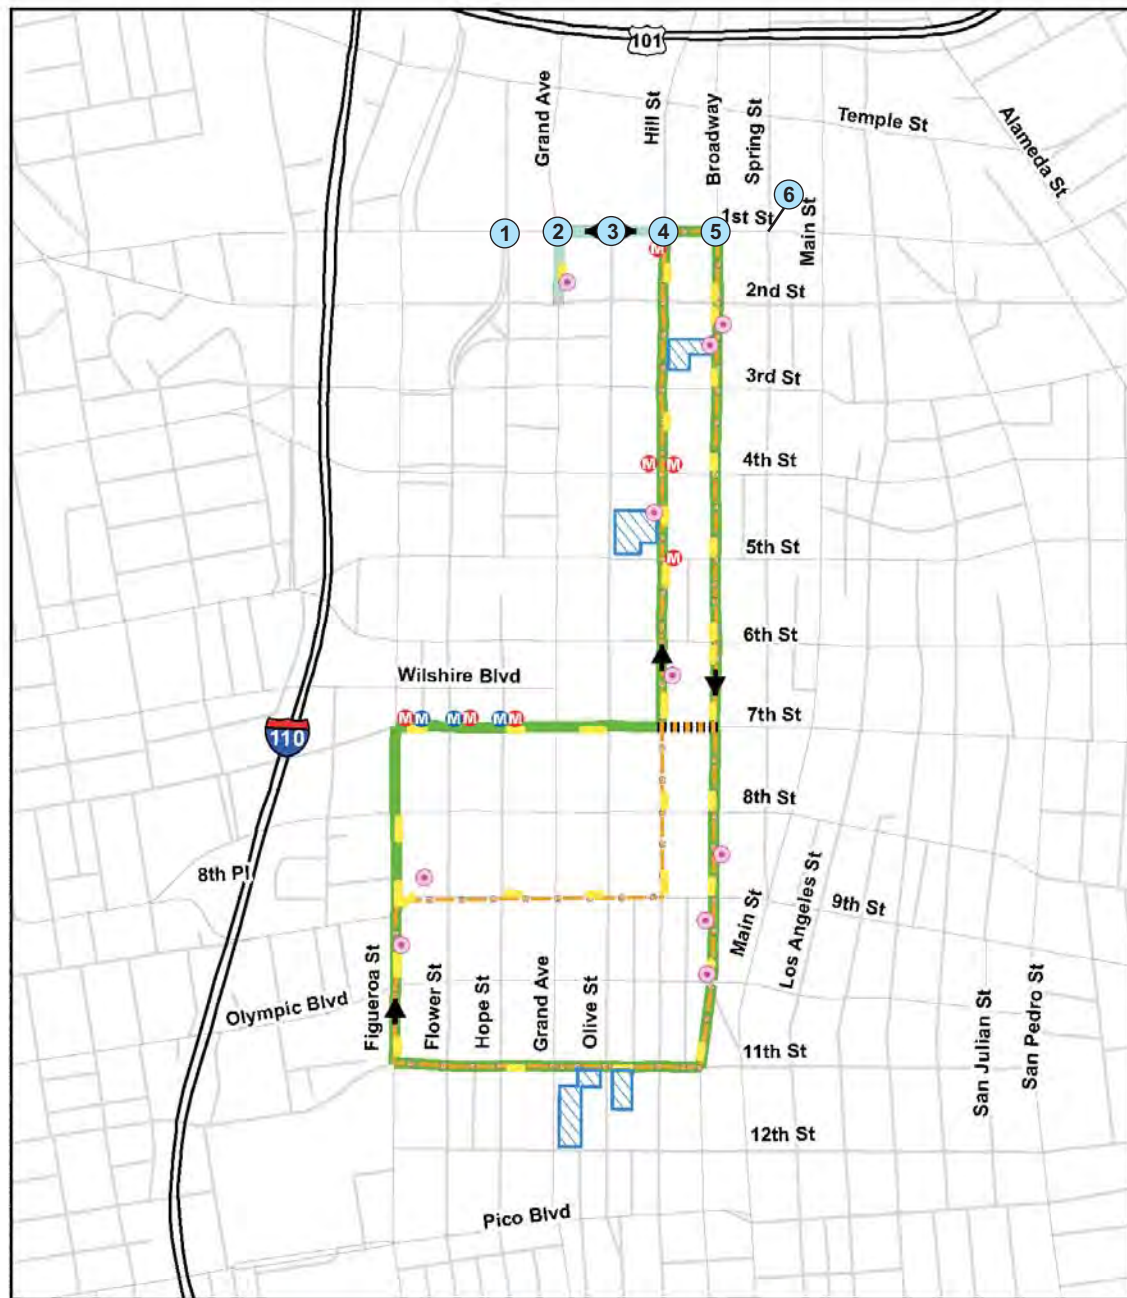 101
Grand Ave
Hill St
Broadway
Spring St
Temple St
Alameda St
6
1st St
Main St
1
2
3
4
5
M
2nd St
3rd St
M
M
4th St
M
5th St
6th St
Wilshire Blvd
M
M
M
M
M
M
7th St
110
8th St
8th Pl
Main St
Los Angeles St
9th St
Figueroa St
Olympic Blvd
Flower St
Hope St
Grand Ave
Olive St
San Julian St
San Pedro St
11th St
12th St
Pico Blvd